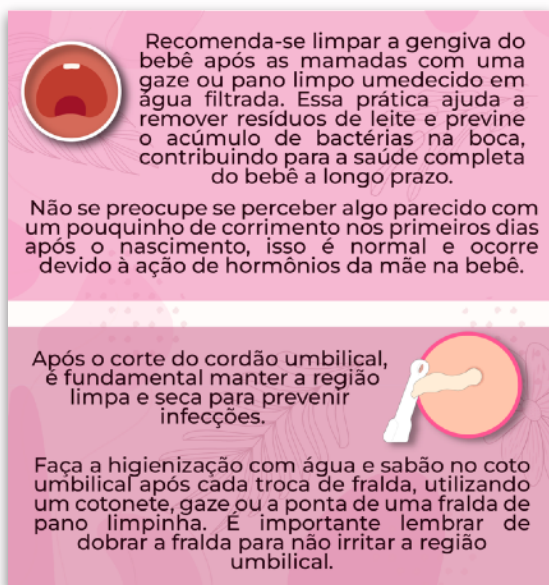 Recomenda-se limpar a gengiva do
bebê após as mamadas com uma
gaze ou pano limpo umedecido em
água filtrada. Essa prática ajuda a
remover resíduos de leite e previne
o acúmulo de bactérias na boca,
contribuindo para a saúde completa
do bebê a longo prazo.
Não se preocupe se perceber algo parecido com
um pouquinho de corrimento nos primeiros dias
após o nascimento, isso é normal e ocorre
devido à ação de hormônios da mãe na bebê.
Após o corte do cordão umbilical,
é fundamental manter a região
limpa e seca para prevenir
infecções.
Faça a higienização com água e sabão no coto
umbilical após cada troca de fralda, utilizando
um cotonete, gaze ou a ponta de uma fralda de
pano limpinha. É importante lembrar de
dobrar a fralda para não irritar a região
umbilical.